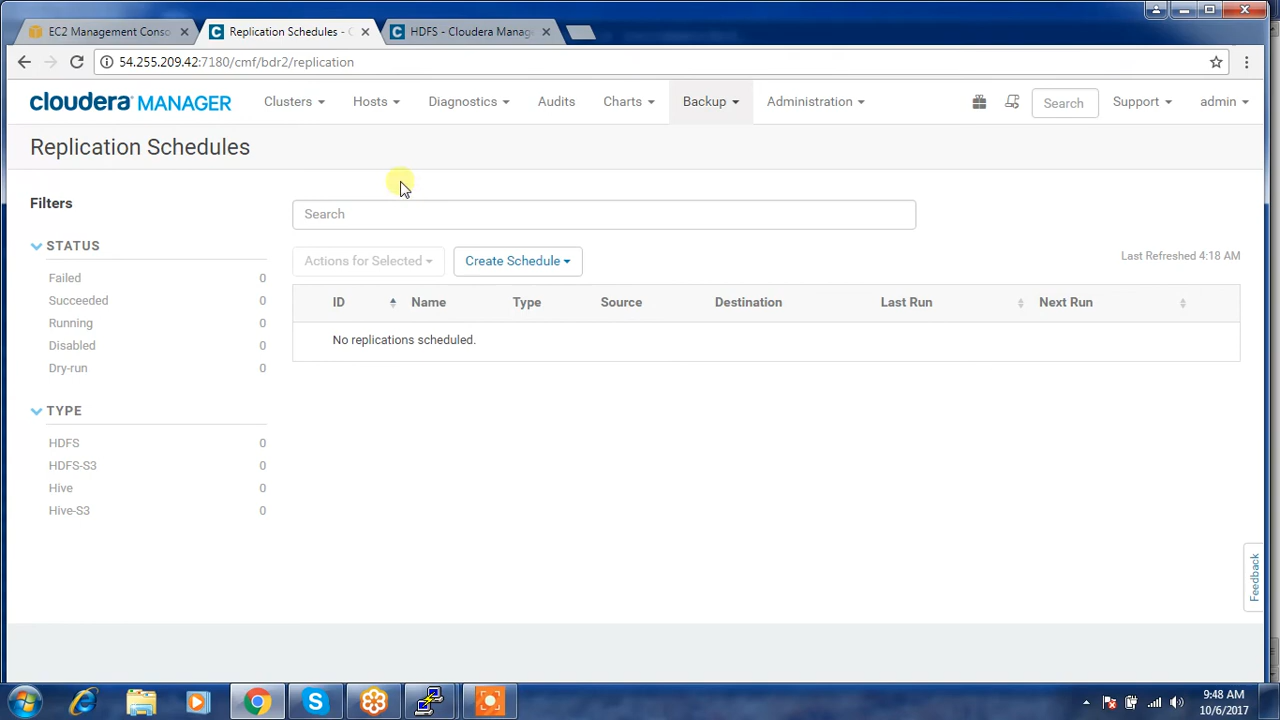 EC2 Management Conso
Replication Schedules - C
HDFS - Cloudera Manag
54.255.209.42:7180/cmf/bdr2/replication
cloudera MANAGER
Clusters
Hosts
Diagnostics
Audits
Charts
Backup
Administration
Search
Support
admin
Replication Schedules
Filters
Search
STATUS
Actions for Selected
Create Schedule
Last Refreshed 4:18 AM
Failed 0
Succeeded 0
Running 0
Disabled 0
Dry-run 0
ID Name Type Source Destination Last Run Next Run
No replications scheduled.
TYPE
HDFS 0
HDFS-S3 0
Hive 0
Hive-S3 0
Feedback
9:48 AM
10/6/2017